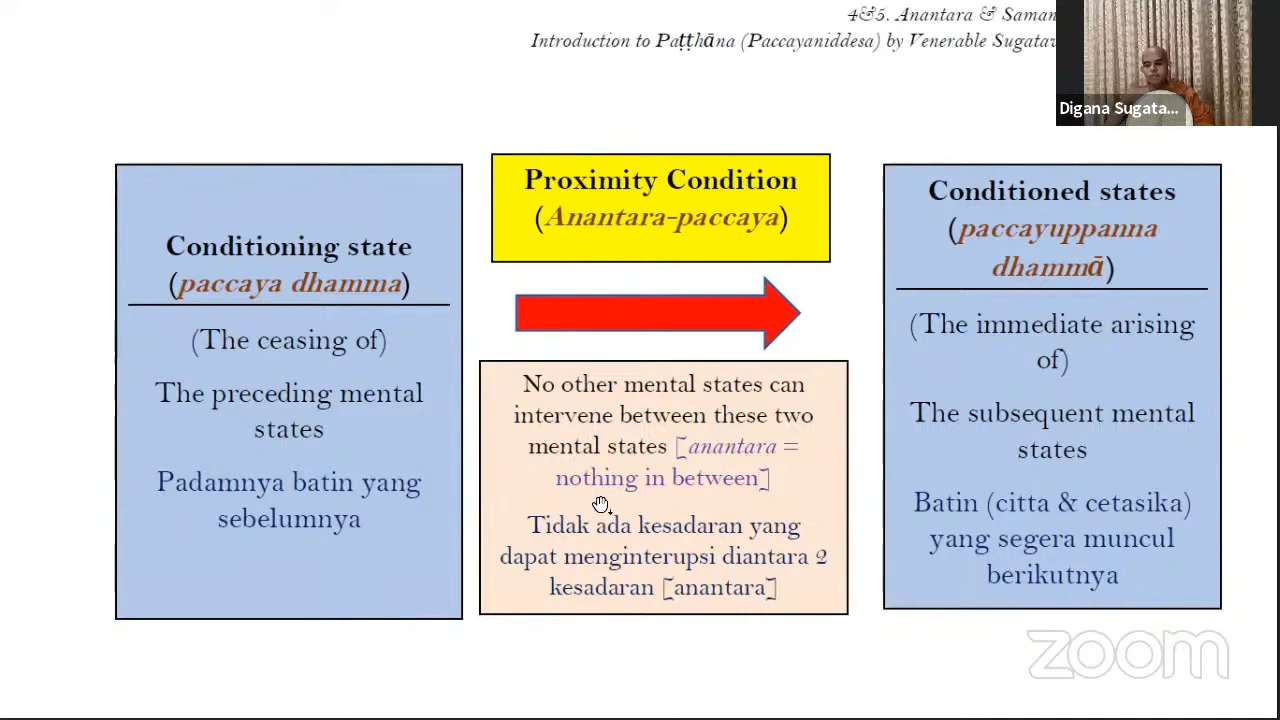 4&5. Anantara & Saman
Introduction to Paṭṭhāna (Paccayaniddesa) by Venerable Sugatav
Digana Sugata...
Conditioning state
(paccaya dhamma)
(The ceasing of)
The preceding mental
states
Padamnya batin yang
sebelumnya
Proximity Condition
(Anantara-paccaya)
No other mental states can
intervene between these two
mental states [anantara =
nothing in between]
Tidak ada kesadaran yang
dapat menginterupsi diantara 2
kesadaran [anantara]
Conditioned states
(paccayuppanna
dhammā)
(The immediate arising
of)
The subsequent mental
states
Batin (citta & cetasika)
yang segera muncul
berikutnya
zoom